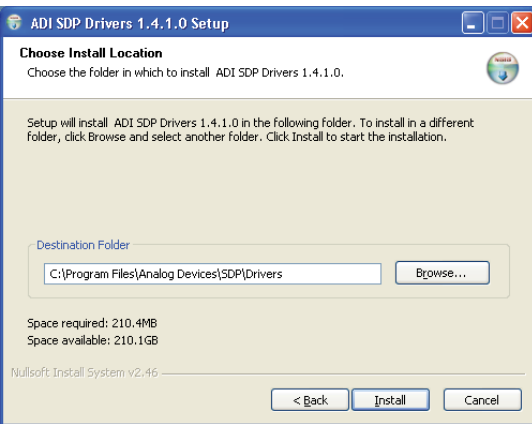 ADI SDP Drivers 1.4.1.0 Setup
Choose Install Location
Choose the folder in which to install ADI SDP Drivers 1.4.1.0.
Setup will install ADI SDP Drivers 1.4.1.0 in the following folder. To install in a different
folder, click Browse and select another folder. Click Install to start the installation.
Destination Folder
C:\Program Files\Analog Devices\SDP\Drivers
Browse...
Space required: 210.4MB
Space available: 210.1GB
Nullsoft Install System v2.46
< Back Install Cancel